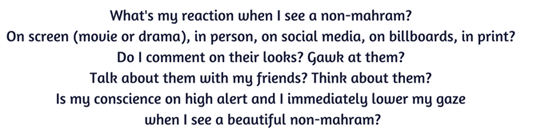 What's my reaction when I see a non-mahram?
On screen (movie or drama), in person, on social media, on billboards, in print?
Do I comment on their looks? Gawk at them?
Talk about them with my friends? Think about them?
Is my conscience on high alert and I immediately lower my gaze
when I see a beautiful non-mahram?